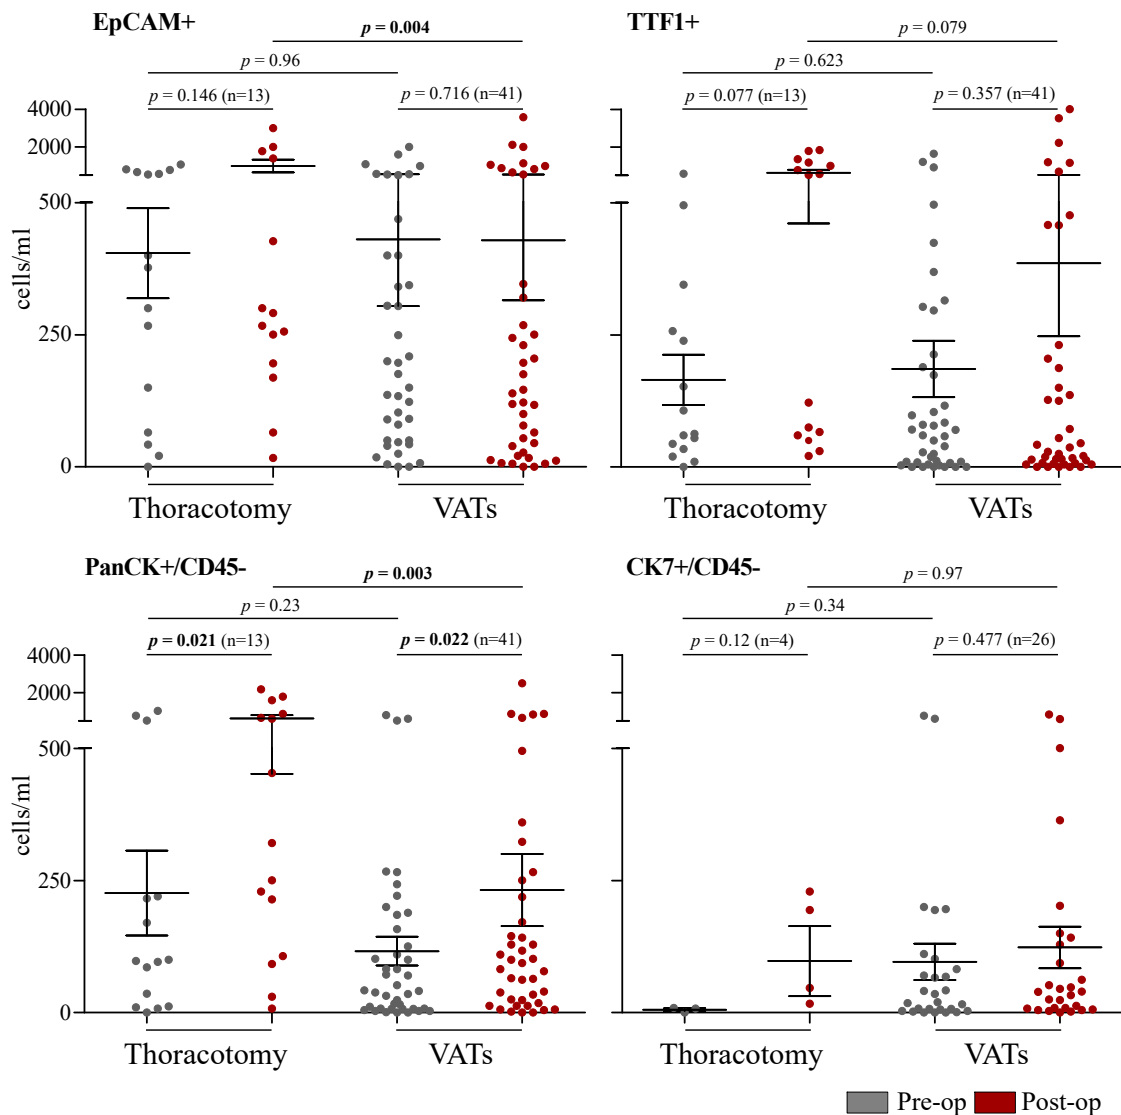 EpCAM+
p = 0.004
p = 0.96
p = 0.146 (n=13)
p = 0.716 (n=41)
4000
2000
500
250
0
cells/ml
Thoracotomy
VATs
TTF1+
p = 0.079
p = 0.623
p = 0.077 (n=13)
p = 0.357 (n=41)
Thoracotomy
VATs
PanCK+/CD45-
p = 0.003
p = 0.23
p = 0.021 (n=13)
p = 0.022 (n=41)
4000
2000
500
250
0
cells/ml
Thoracotomy
VATs
CK7+/CD45-
p = 0.97
p = 0.34
p = 0.12 (n=4)
p = 0.477 (n=26)
Thoracotomy
VATs
Pre-op
Post-op